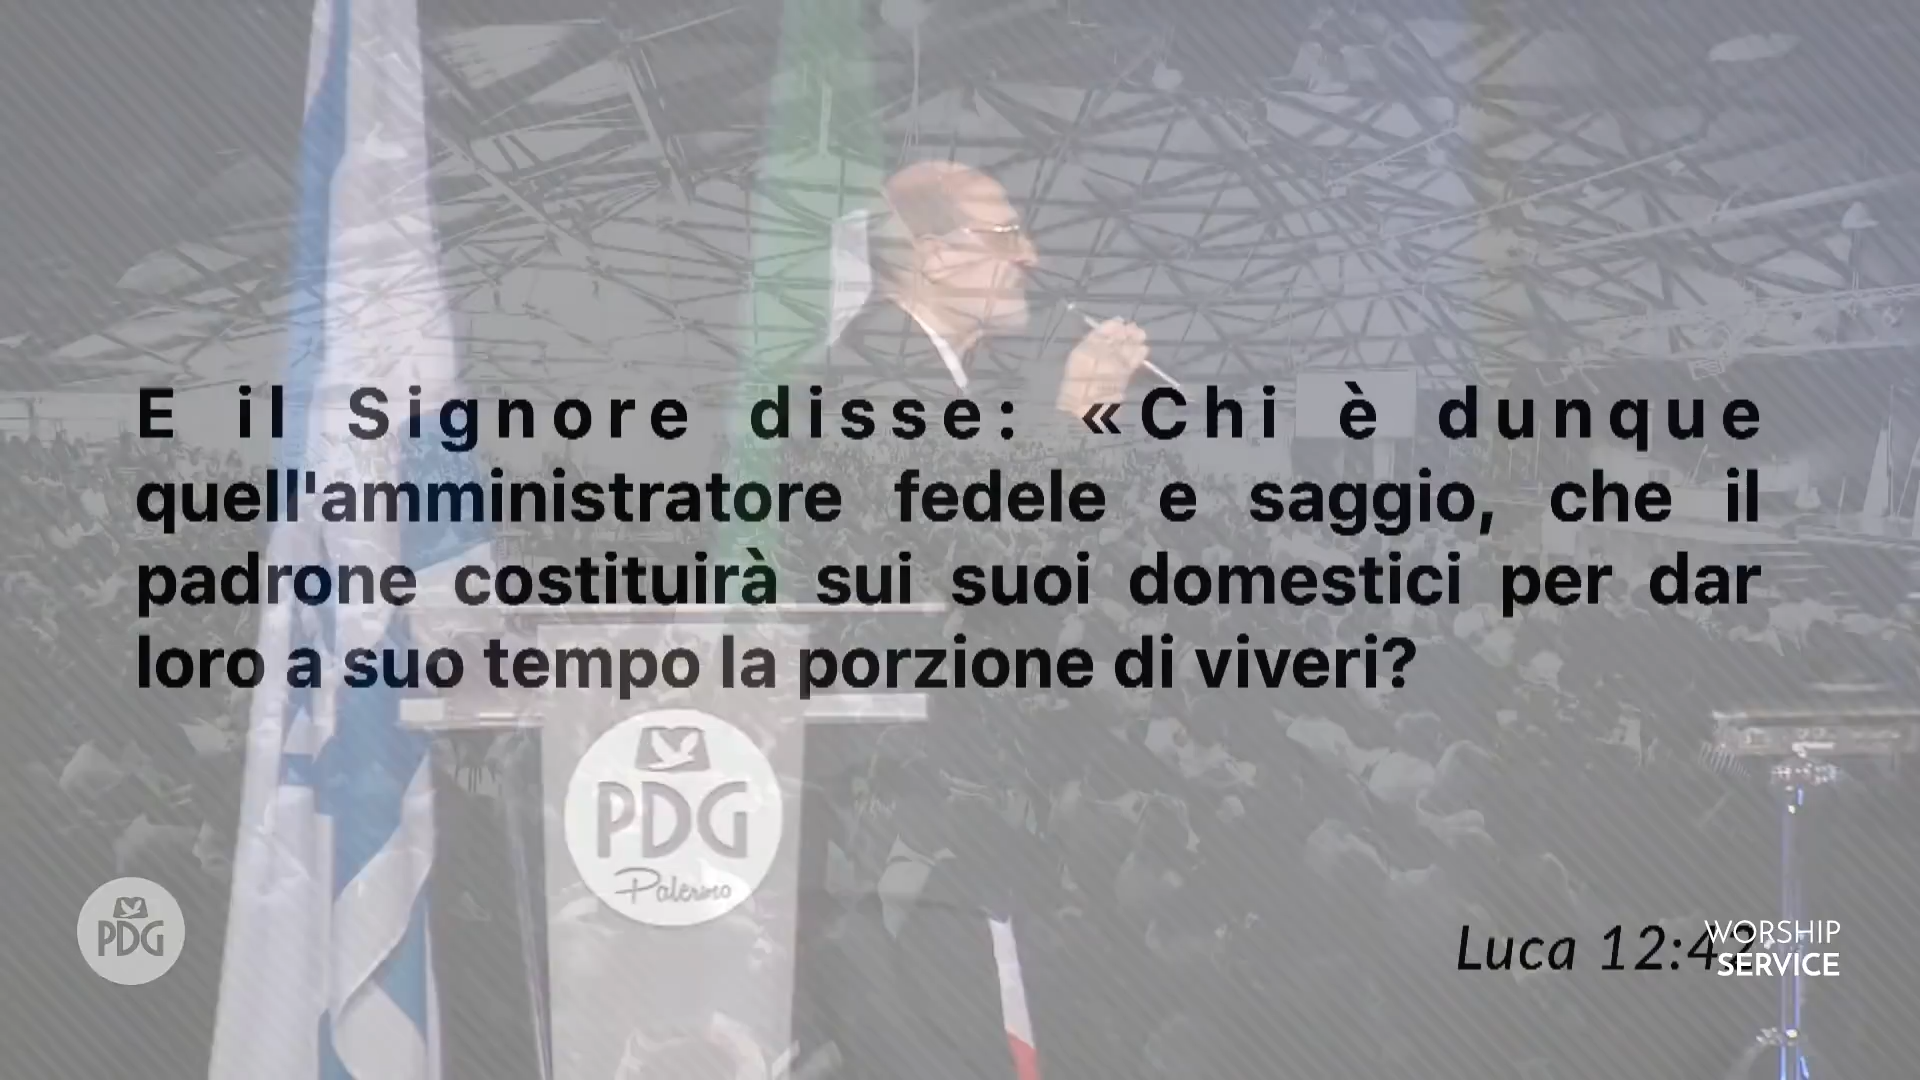 E il Signore disse: «Chi è dunque
quell'amministratore fedele e saggio, che il
padrone costituirà sui suoi domestici per dar
loro a suo tempo la porzione di viveri?
PDG
Palermo
PDG
Luca 12:42
WORSHIP
SERVICE